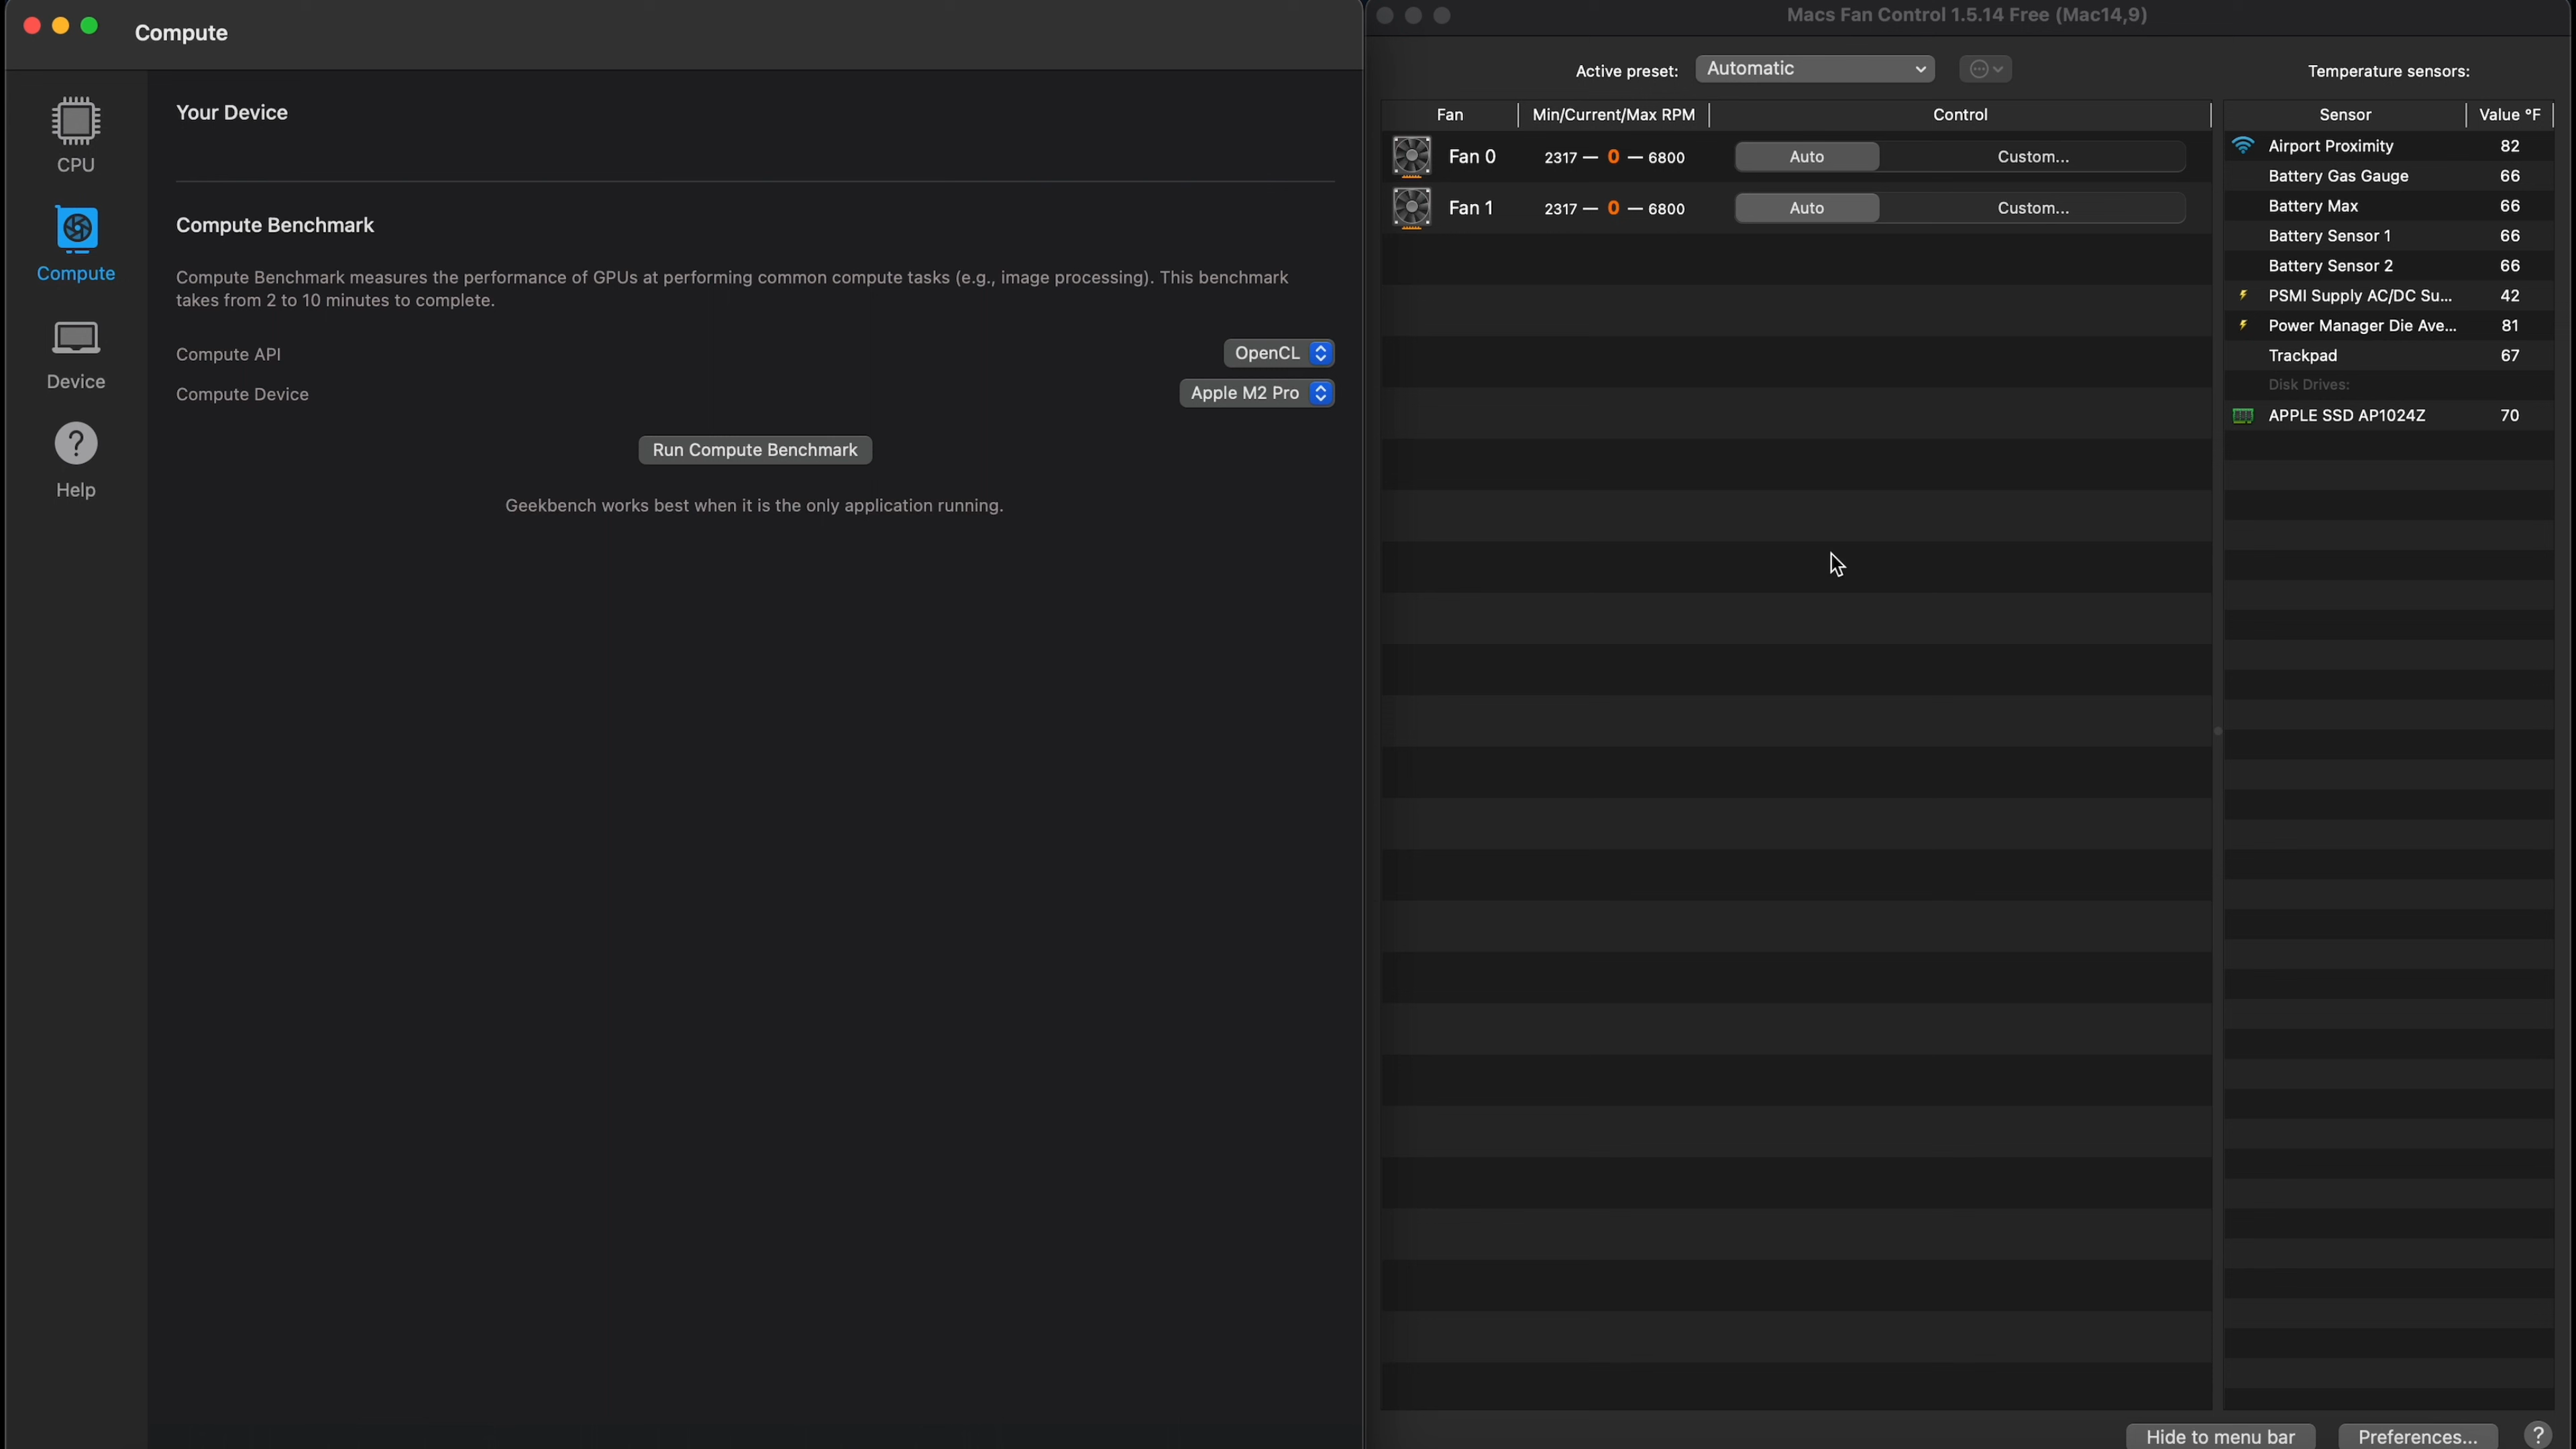 Compute
CPU
Compute
Device
Help
Your Device
Compute Benchmark
Compute Benchmark measures the performance of GPUs at performing common compute tasks (e.g., image processing). This benchmark
takes from 2 to 10 minutes to complete.
Compute API
OpenCL
Compute Device
Apple M2 Pro
Run Compute Benchmark
Geekbench works best when it is the only application running.
Macs Fan Control 1.5.14 Free (Mac14,9)
Active preset: Automatic
Temperature sensors:
Fan Min/Current/Max RPM Control
Fan 0 2317 — 0 — 6800 Auto Custom...
Fan 1 2317 — 0 — 6800 Auto Custom...
Sensor Value °F
Airport Proximity 82
Battery Gas Gauge 66
Battery Max 66
Battery Sensor 1 66
Battery Sensor 2 66
PSMI Supply AC/DC Su... 42
Power Manager Die Ave... 81
Trackpad 67
Disk Drives:
APPLE SSD AP1024Z 70
Hide to menu bar Preferences... ?